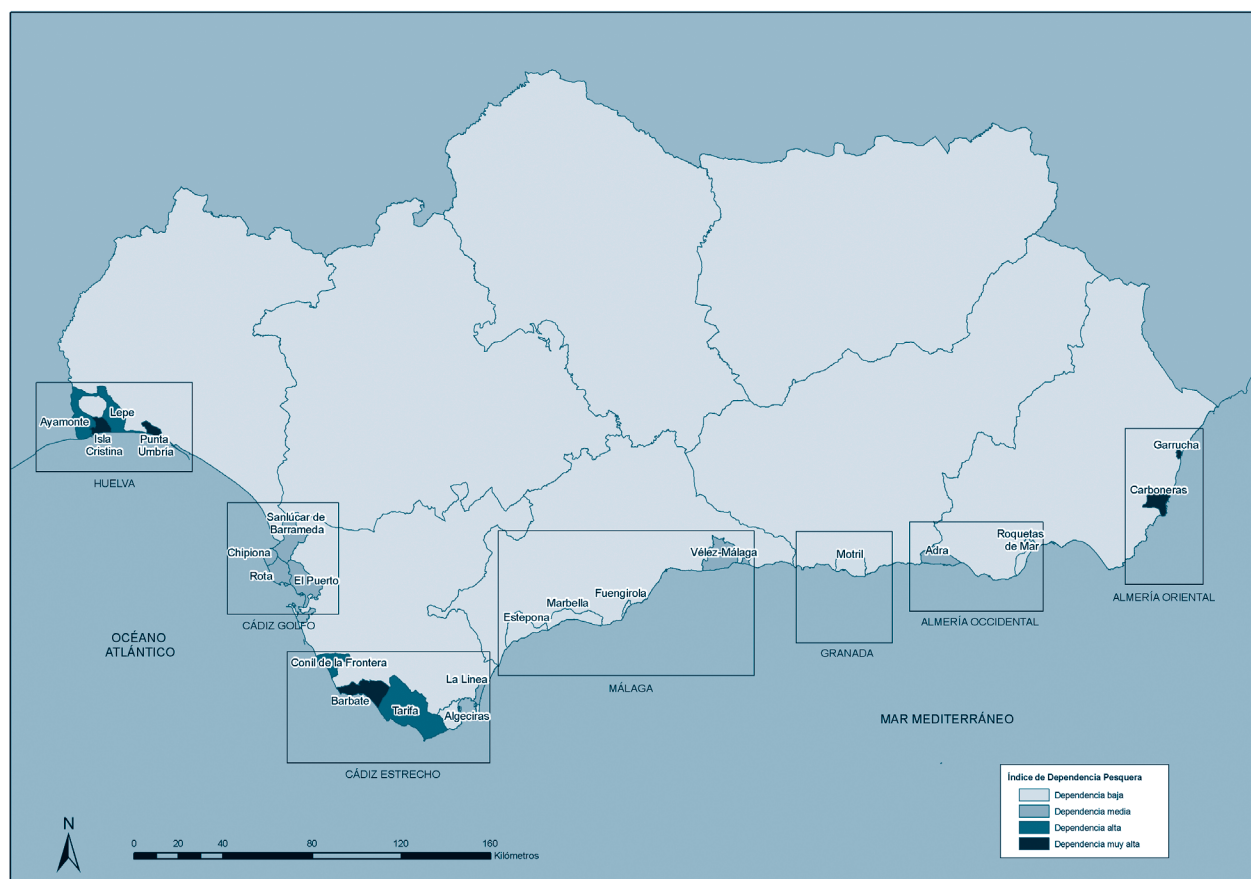 Ayamonte
Lepe
Isla
Cristina
Punta
Umbria
HUELVA
Sanlúcar de
Barrameda
Chipiona
Rota
El Puerto
CÁDIZ GOLFO
OCÉANO
ATLÁNTICO
Conil de la Frontera
Barbate
Tarifa
La Linea
Algeciras
CÁDIZ ESTRECHO
Estepona
Marbella
Fuengirola
Vélez-Málaga
MÁLAGA
Motril
GRANADA
Adra
Roquetas
de Mar
ALMERÍA OCCIDENTAL
Garrucha
Carboneras
ALMERÍA ORIENTAL
MAR MEDITERRÁNEO
N
0 20 40 80 120 160
Kilómetros
Índice de Dependencia Pesquera
Dependencia baja
Dependencia media
Dependencia alta
Dependencia muy alta